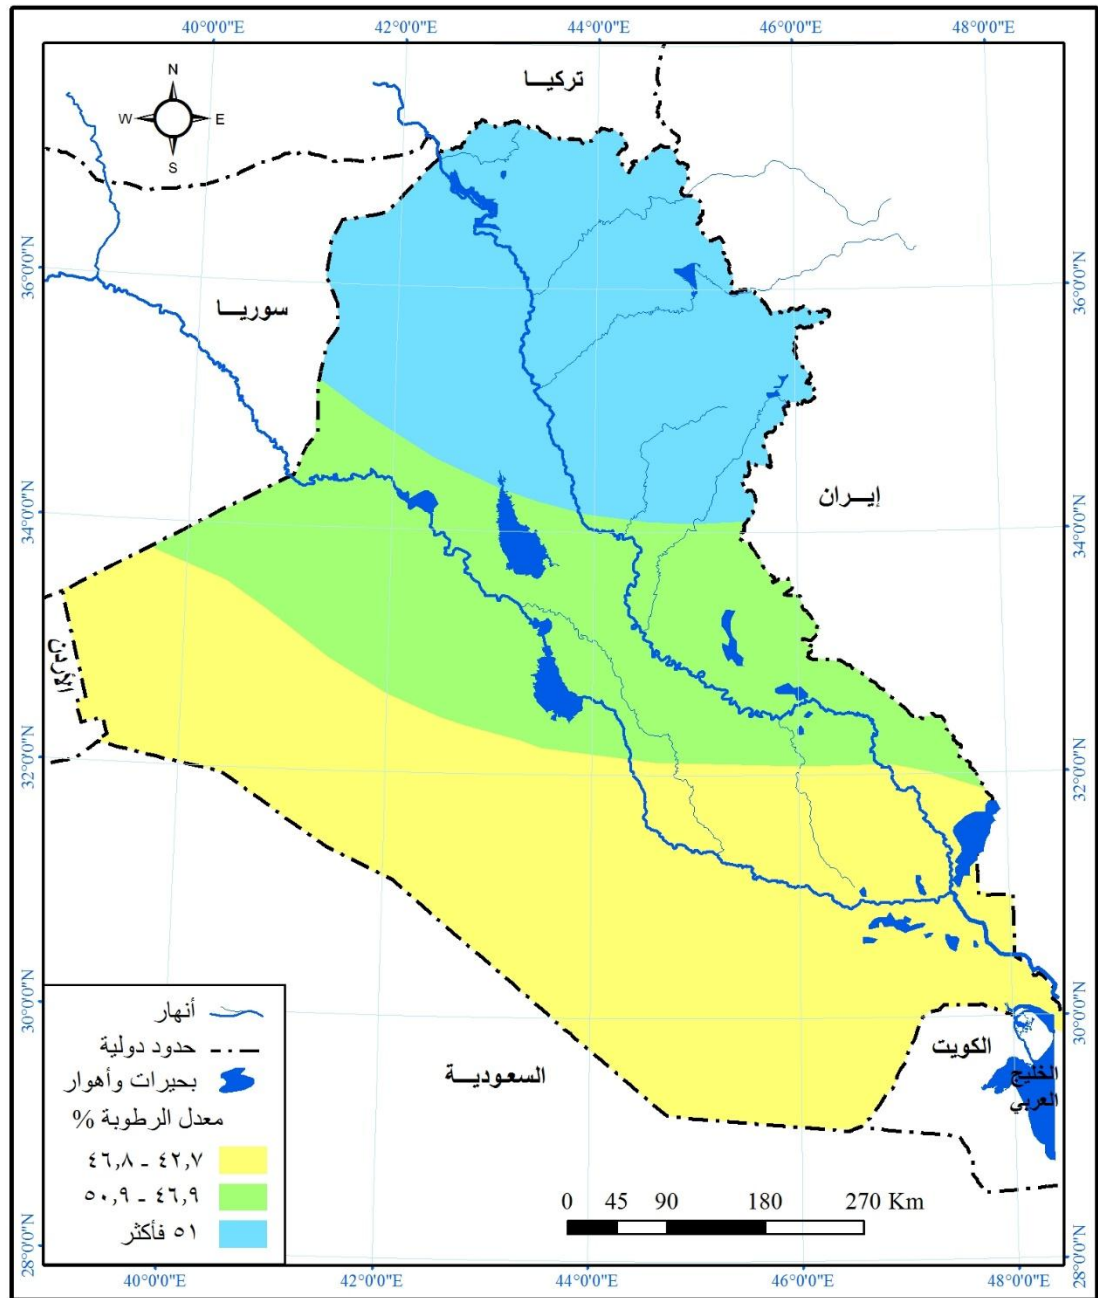 40°0'0"E
42°0'0"E
44°0'0"E
46°0'0"E
48°0'0"E
N
W
E
S
تركيـــا
36°0'0"N
36°0'0"N
سوريـــا
إيـــران
34°0'0"N
34°0'0"N
الأردن
32°0'0"N
32°0'0"N
30°0'0"N
30°0'0"N
الكويت
السعوديـــة
الخليج
العربي
أنهار
حدود دولية
بحيرات وأهوار
معدل الرطوبة %
٤٢,٧ - ٤٦,٨
٤٦,٩ - ٥٠,٩
٥١ فأكثر
0 45 90 180 270 Km
28°0'0"N
28°0'0"N
40°0'0"E
42°0'0"E
44°0'0"E
46°0'0"E
48°0'0"E